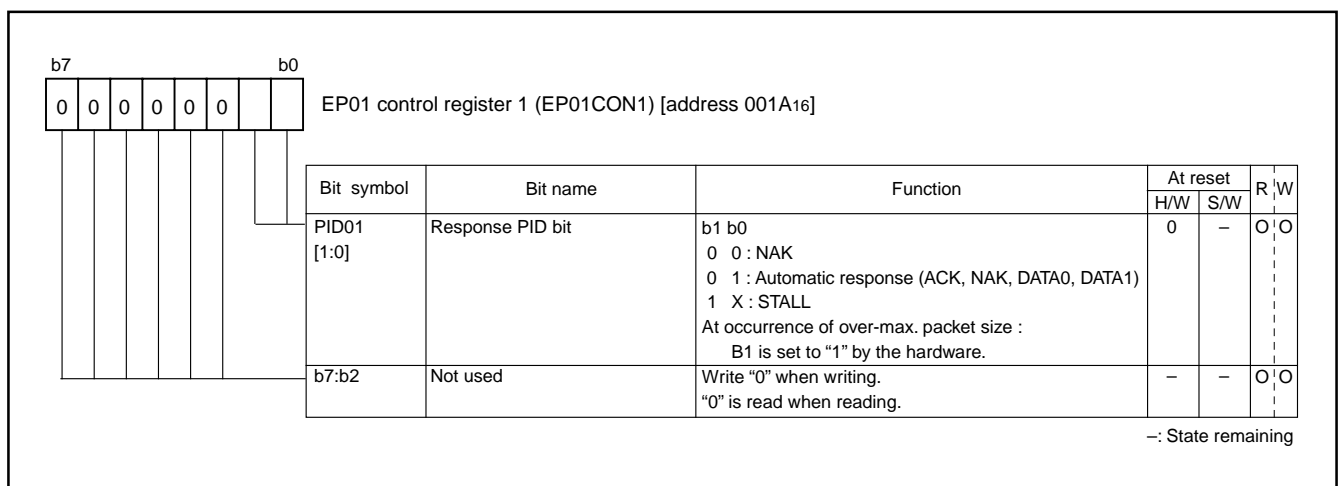 b7 b0
0 0 0 0 0 0
EP01 control register 1 (EP01CON1) [address 001A16]
Bit symbol Bit name Function At reset R W
H/W S/W
PID01 Response PID bit b1 b0 0 – O O
[1:0] 0 0 : NAK
0 1 : Automatic response (ACK, NAK, DATA0, DATA1)
1 X : STALL
At occurrence of over-max. packet size :
B1 is set to “1” by the hardware.
b7:b2 Not used Write “0” when writing. – – O O
“0” is read when reading.
–: State remaining